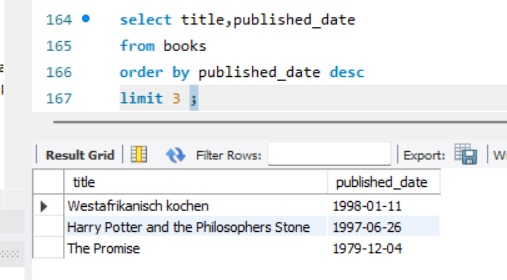 164 select title,published_date
165 from books
166 order by published_date desc
167 limit 3 ;
Result Grid Filter Rows: Export:
title published_date
Westafrikanisch kochen 1998-01-11
Harry Potter and the Philosophers Stone 1997-06-26
The Promise 1979-12-04